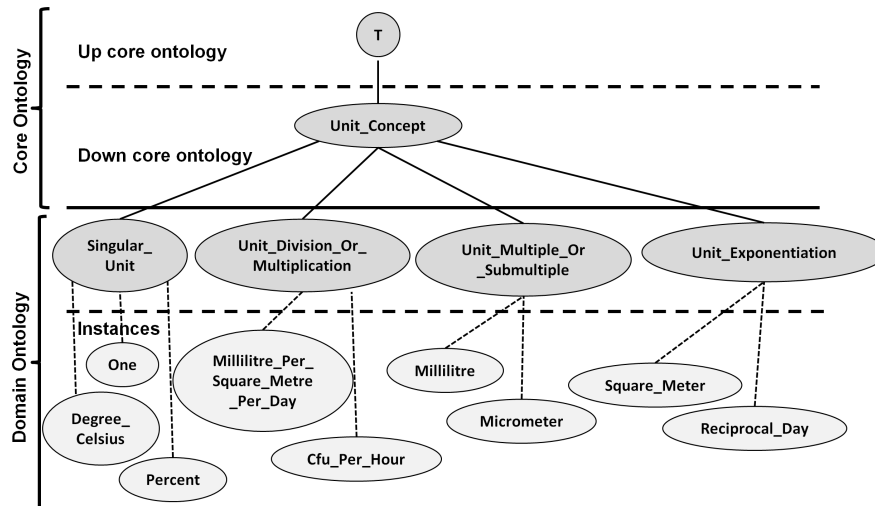 T
Up core ontology
Core Ontology
Unit_Concept
Down core ontology
Singular_
Unit
Unit_Division_Or_
Multiplication
Unit_Multiple_Or
_Submultiple
Unit_Exponentiation
Domain Ontology
Instances
One
Millilitre_Per_
Square_Metre
_Per_Day
Millilitre
Square_Meter
Degree_
Celsius
Micrometer
Reciprocal_Day
Cfu_Per_Hour
Percent